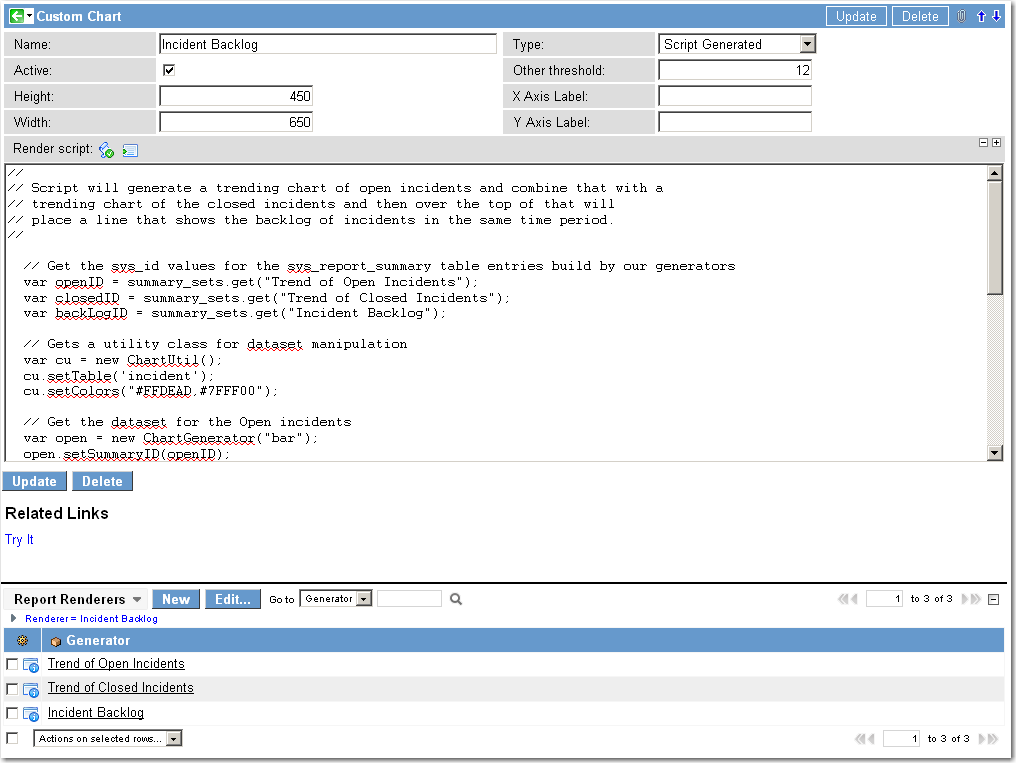 Custom Chart Update Delete
Name: Incident Backlog Type: Script Generated
Active: Other threshold: 12
Height: 450 X Axis Label:
Width: 650 Y Axis Label:
Render script:
//
// Script will generate a trending chart of open incidents and combine that with a
// trending chart of the closed incidents and then over the top of that will
// place a line that shows the backlog of incidents in the same time period.
//
// Get the sys_id values for the sys_report_summary table entries build by our generators
var openID = summary_sets.get("Trend of Open Incidents");
var closedID = summary_sets.get("Trend of Closed Incidents");
var backLogID = summary_sets.get("Incident Backlog");
// Gets a utility class for dataset manipulation
var cu = new ChartUtil();
cu.setTable('incident');
cu.setColors("#FFDEAD,#7FFF00");
// Get the dataset for the Open incidents
var open = new ChartGenerator("bar");
open.setSummaryID(openID);
Update Delete
Related Links
Try It
Report Renderers New Edit... Go to Generator 1 to 3 of 3
Renderer = Incident Backlog
Generator
Trend of Open Incidents
Trend of Closed Incidents
Incident Backlog
Actions on selected rows... 1 to 3 of 3